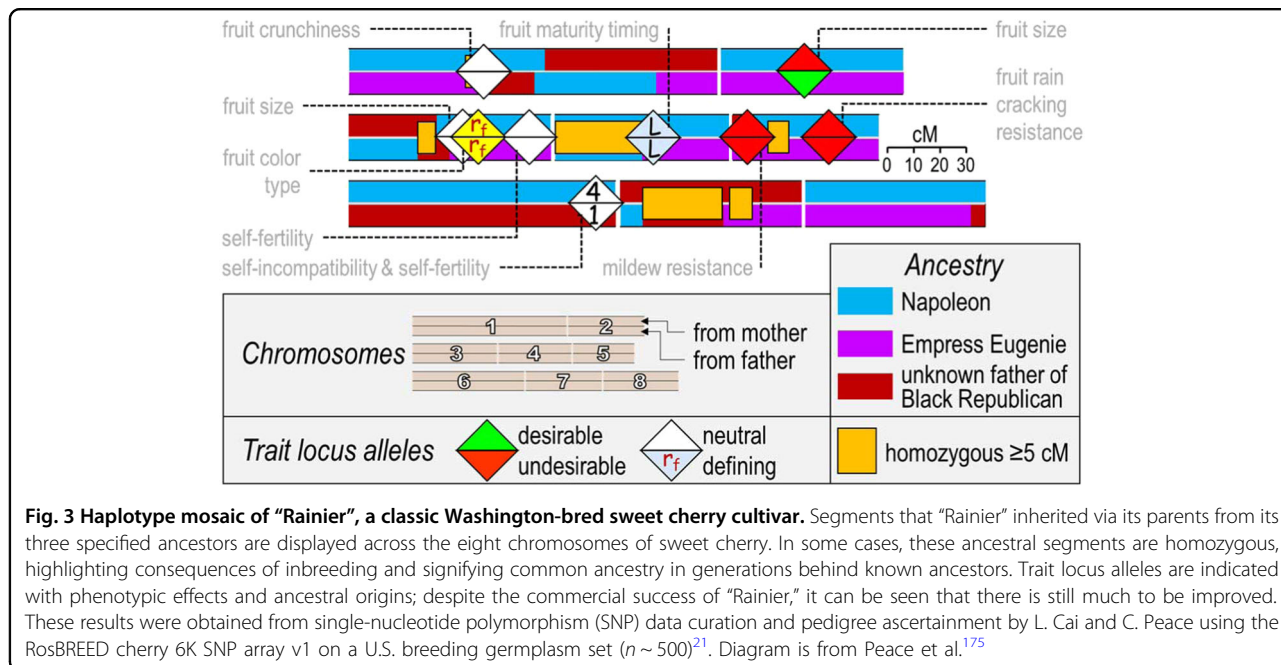 fruit crunchiness
fruit maturity timing
fruit size
fruit rain
cracking
resistance
fruit size
fruit color
type
r_f
r_f
L
L
cM
0 10 20 30
4
1
self-fertility
self-incompatibility & self-fertility
mildew resistance
Chromosomes
1 2
3 4 5
6 7 8
from mother
from father
Ancestry
Napoleon
Empress Eugenie
unknown father of
Black Republican
Trait locus alleles
desirable
undesirable
r_f
neutral
defining
homozygous ≥5 cM
Fig. 3 Haplotype mosaic of “Rainier”, a classic Washington-bred sweet cherry cultivar. Segments that “Rainier” inherited via its parents from its
three specified ancestors are displayed across the eight chromosomes of sweet cherry. In some cases, these ancestral segments are homozygous,
highlighting consequences of inbreeding and signifying common ancestry in generations behind known ancestors. Trait locus alleles are indicated
with phenotypic effects and ancestral origins; despite the commercial success of “Rainier,” it can be seen that there is still much to be improved.
These results were obtained from single-nucleotide polymorphism (SNP) data curation and pedigree ascertainment by L. Cai and C. Peace using the
RosBREED cherry 6K SNP array v1 on a U.S. breeding germplasm set (n ~ 500)21. Diagram is from Peace et al.175